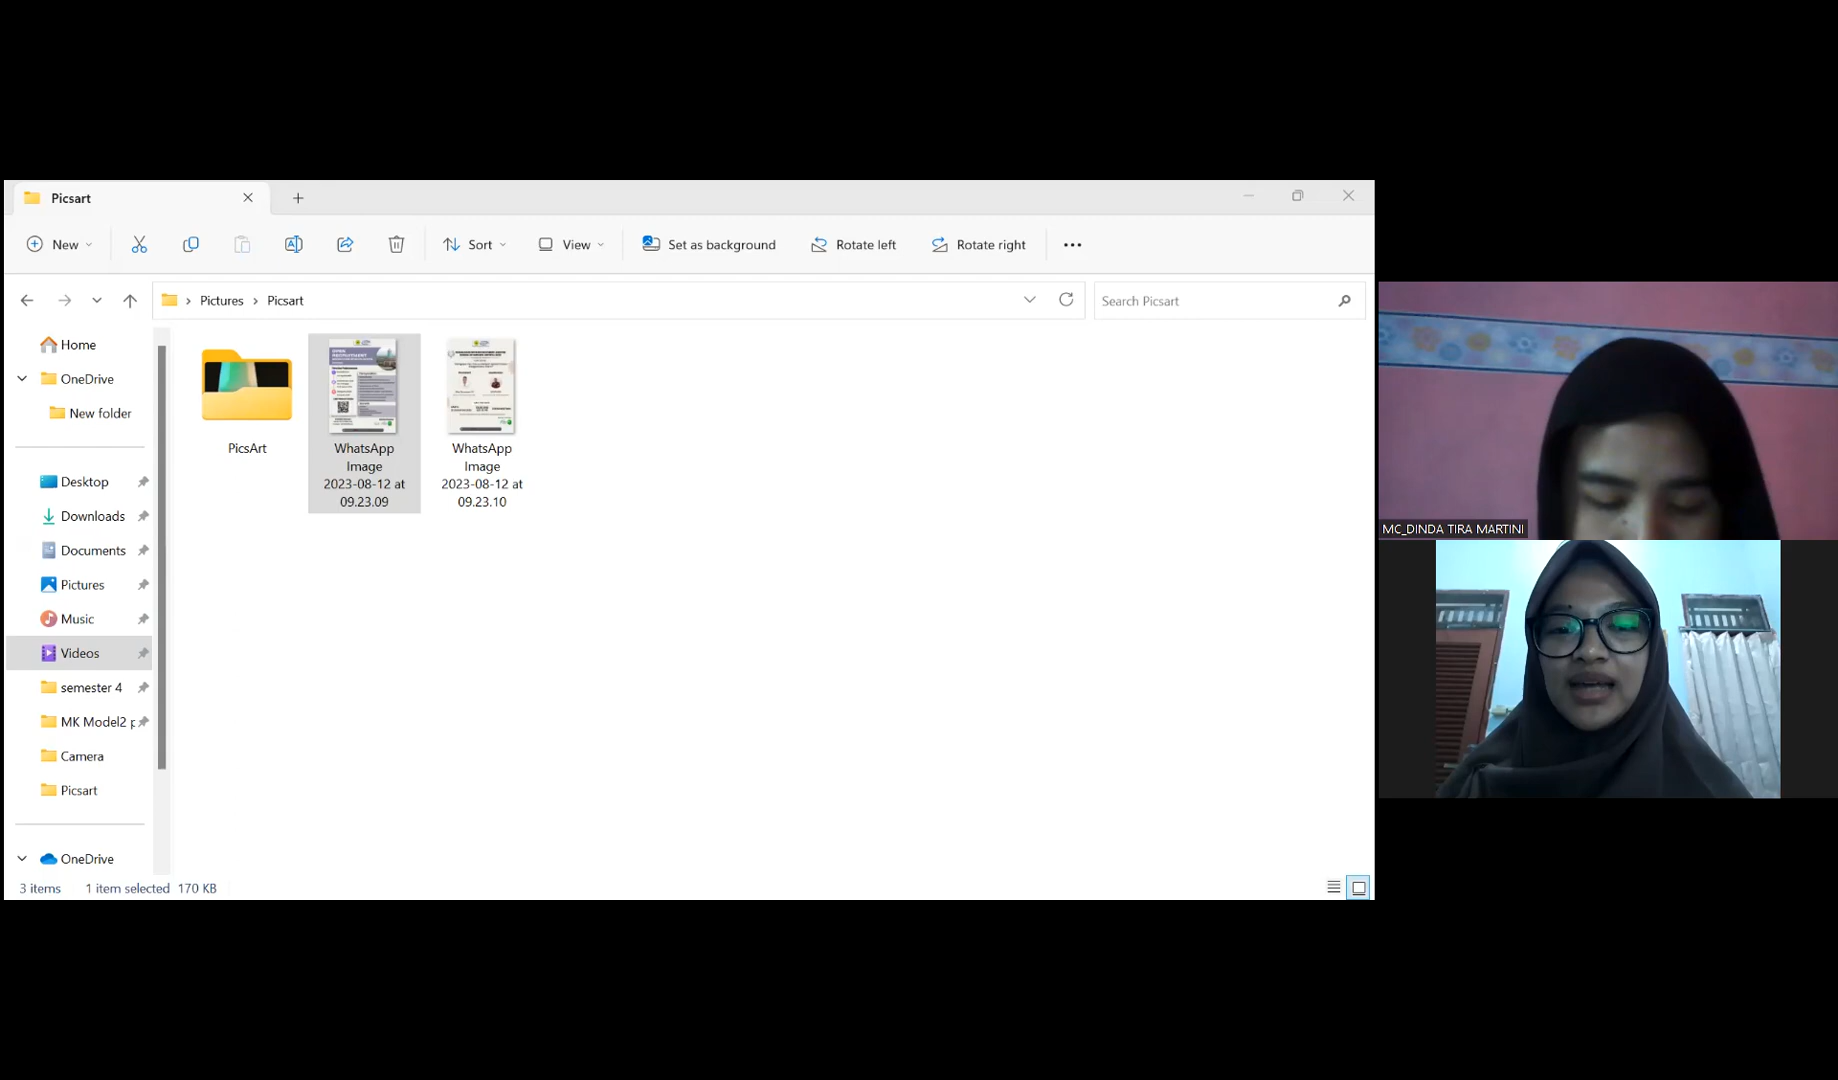 Picsart
New
Sort
View
Set as background
Rotate left
Rotate right
Pictures > Picsart
Search Picsart
Home
OneDrive
New folder
Desktop
Downloads
Documents
Pictures
Music
Videos
semester 4
MK Model2 p
Camera
Picsart
OneDrive
PicsArt
WhatsApp
Image
2023-08-12 at
09.23.09
WhatsApp
Image
2023-08-12 at
09.23.10
3 items 1 item selected 170 KB
OPEN
RECRUITMENT
MC_DINDA TIRA MARTINI